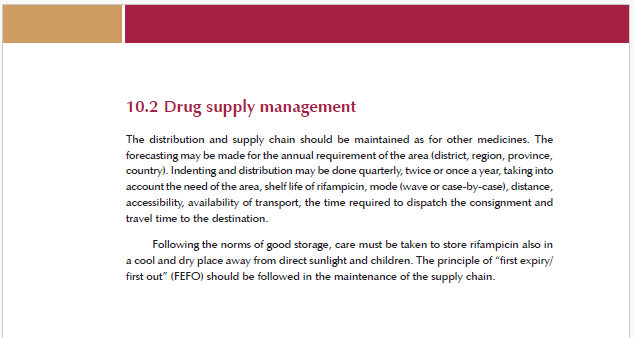 10.2 Drug supply management
The distribution and supply chain should be maintained as for other medicines. The
forecasting may be made for the annual requirement of the area (district, region, province,
country). Indenting and distribution may be done quarterly, twice or once a year, taking into
account the need of the area, shelf life of rifampicin, mode (wave or case-by-case), distance,
accessibility, availability of transport, the time required to dispatch the consignment and
travel time to the destination.
Following the norms of good storage, care must be taken to store rifampicin also in
a cool and dry place away from direct sunlight and children. The principle of “first expiry/
first out” (FEFO) should be followed in the maintenance of the supply chain.